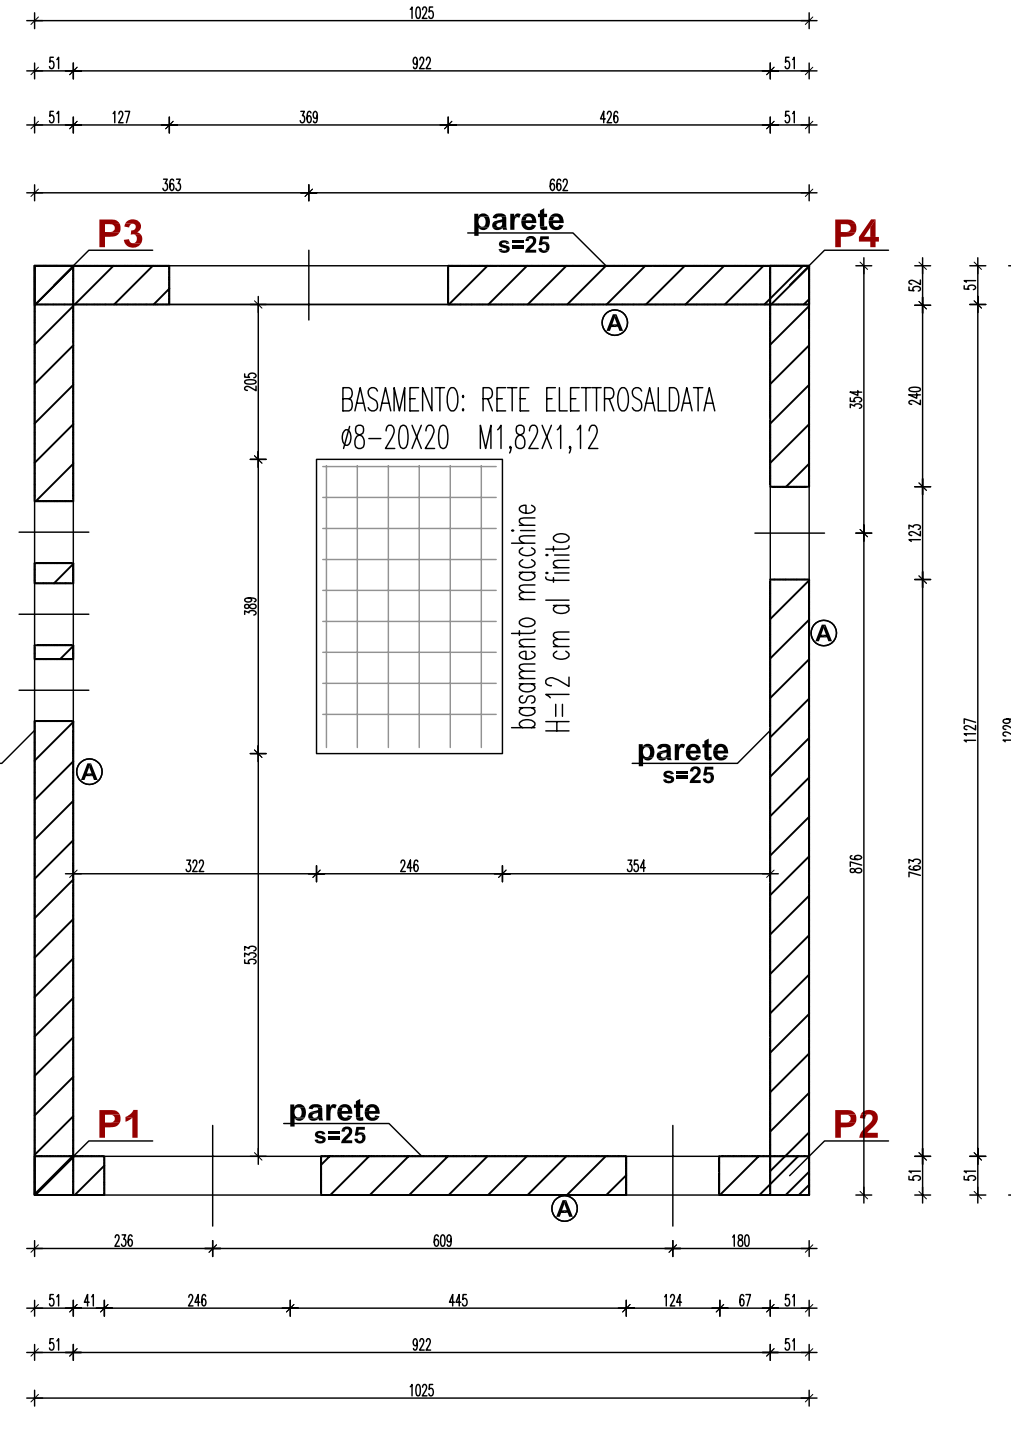 1025
51 922 51
51 127 369 426 51
363 662
P3
parete
s=25
P4
A
52
51
205
240
354
BASAMENTO: RETE ELETTROSALDATA
ø8-20X20 M1,82X1,12
123
389
basamento macchine
H=12 cm al finito
A
1127
1229
parete
s=25
A
322 246 354
876
763
533
P1
parete
s=25
P2
51
51
A
236 609 180
51 41 246 445 124 67 51
51 922 51
1025